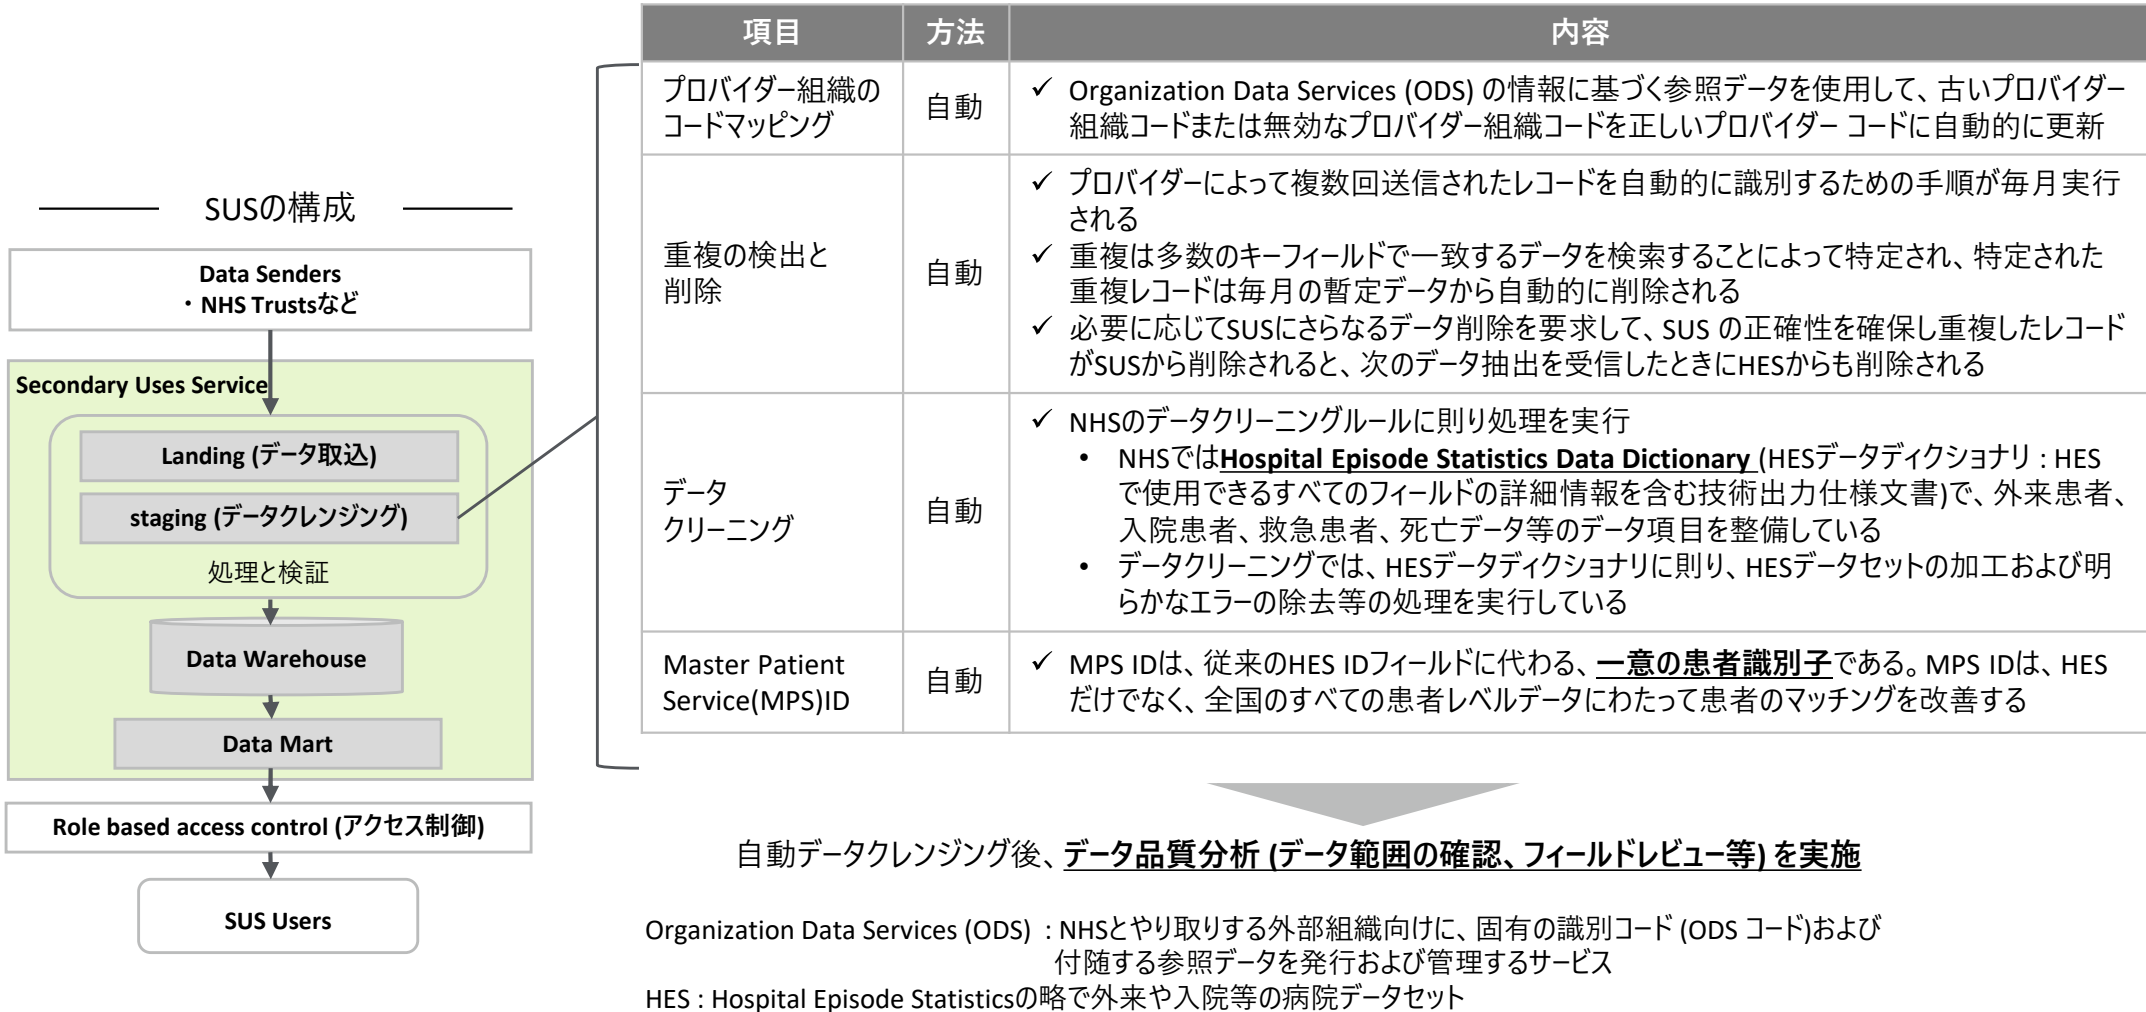 SUSの構成
Data Senders
・ NHS Trustsなど
Secondary Uses Service
Landing (データ取込)
staging (データクレンジング)
処理と検証
Data Warehouse
Data Mart
Role based access control (アクセス制御)
SUS Users
項目 方法 内容
プロバイダー組織の
コードマッピング
自動
✓ Organization Data Services (ODS) の情報に基づく参照データを使用して、古いプロバイダー
組織コードまたは無効なプロバイダー組織コードを正しいプロバイダー コードに自動的に更新
重複の検出と
削除
自動
✓ プロバイダーによって複数回送信されたレコードを自動的に識別するための手順が毎月実行
される
✓ 重複は多数のキーフィールドで一致するデータを検索することによって特定され、特定された
重複レコードは毎月の暫定データから自動的に削除される
✓ 必要に応じてSUSにさらなるデータ削除を要求して、SUS の正確性を確保し重複したレコード
がSUSから削除されると、次のデータ抽出を受信したときにHESからも削除される
データ
クリーニング
自動
✓ NHSのデータクリーニングルールに則り処理を実行
• NHSではHospital Episode Statistics Data Dictionary (HESデータディクショナリ : HES
で使用できるすべてのフィールドの詳細情報を含む技術出力仕様文書)で、外来患者、
入院患者、救急患者、死亡データ等のデータ項目を整備している
• データクリーニングでは、HESデータディクショナリに則り、HESデータセットの加工および明
らかなエラーの除去等の処理を実行している
Master Patient
Service(MPS)ID
自動
✓ MPS IDは、従来のHES IDフィールドに代わる、一意の患者識別子である。MPS IDは、HES
だけでなく、全国のすべての患者レベルデータにわたって患者のマッチングを改善する
自動データクレンジング後、データ品質分析 (データ範囲の確認、フィールドレビュー等) を実施
Organization Data Services (ODS) : NHSとやり取りする外部組織向けに、固有の識別コード (ODS コード)および
付随する参照データを発行および管理するサービス
HES : Hospital Episode Statisticsの略で外来や入院等の病院データセット